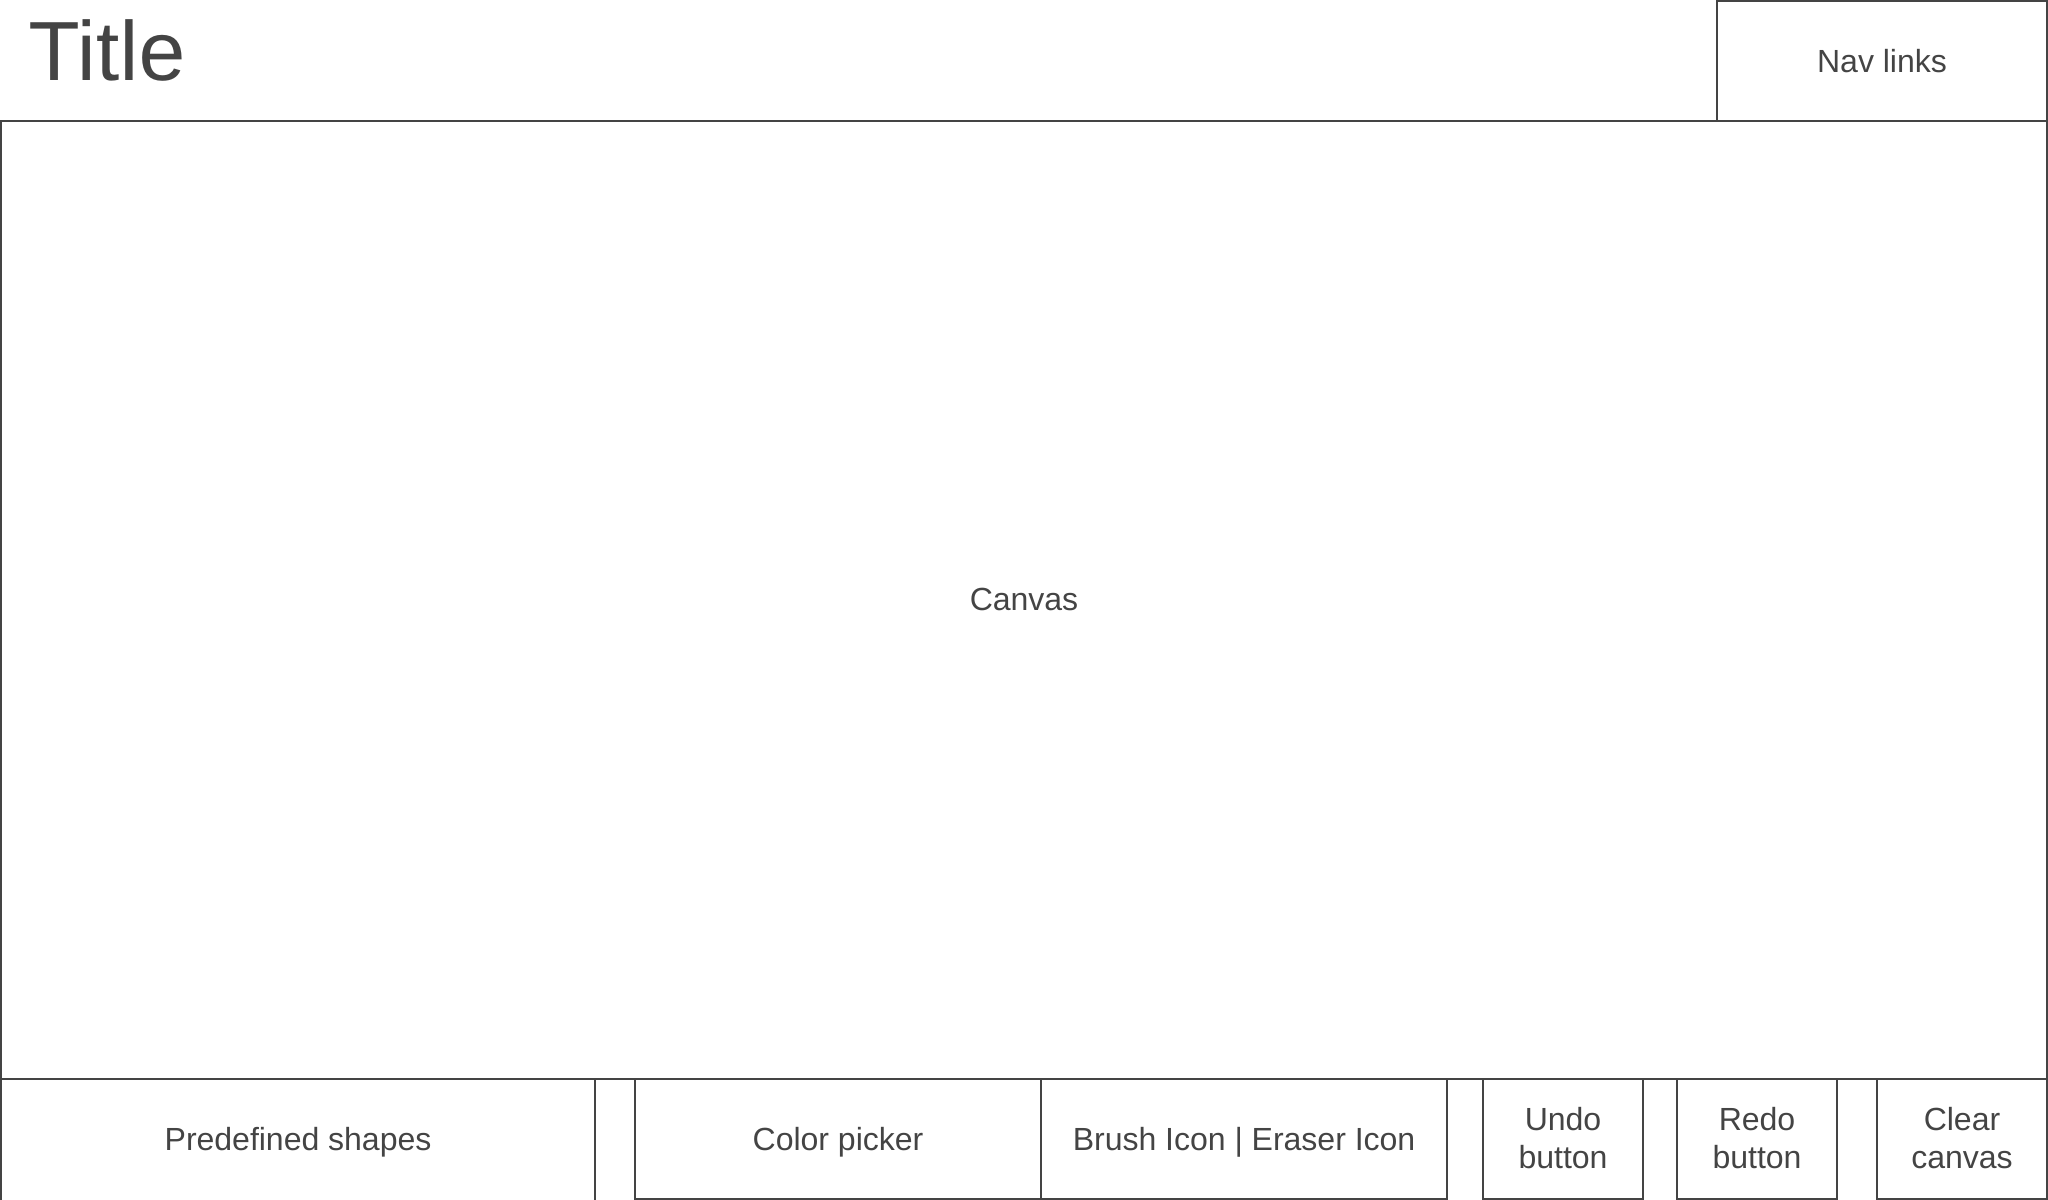 Title
Nav links
Canvas
Predefined shapes
Color picker
Brush Icon | Eraser Icon
Undo
button
Redo
button
Clear
canvas